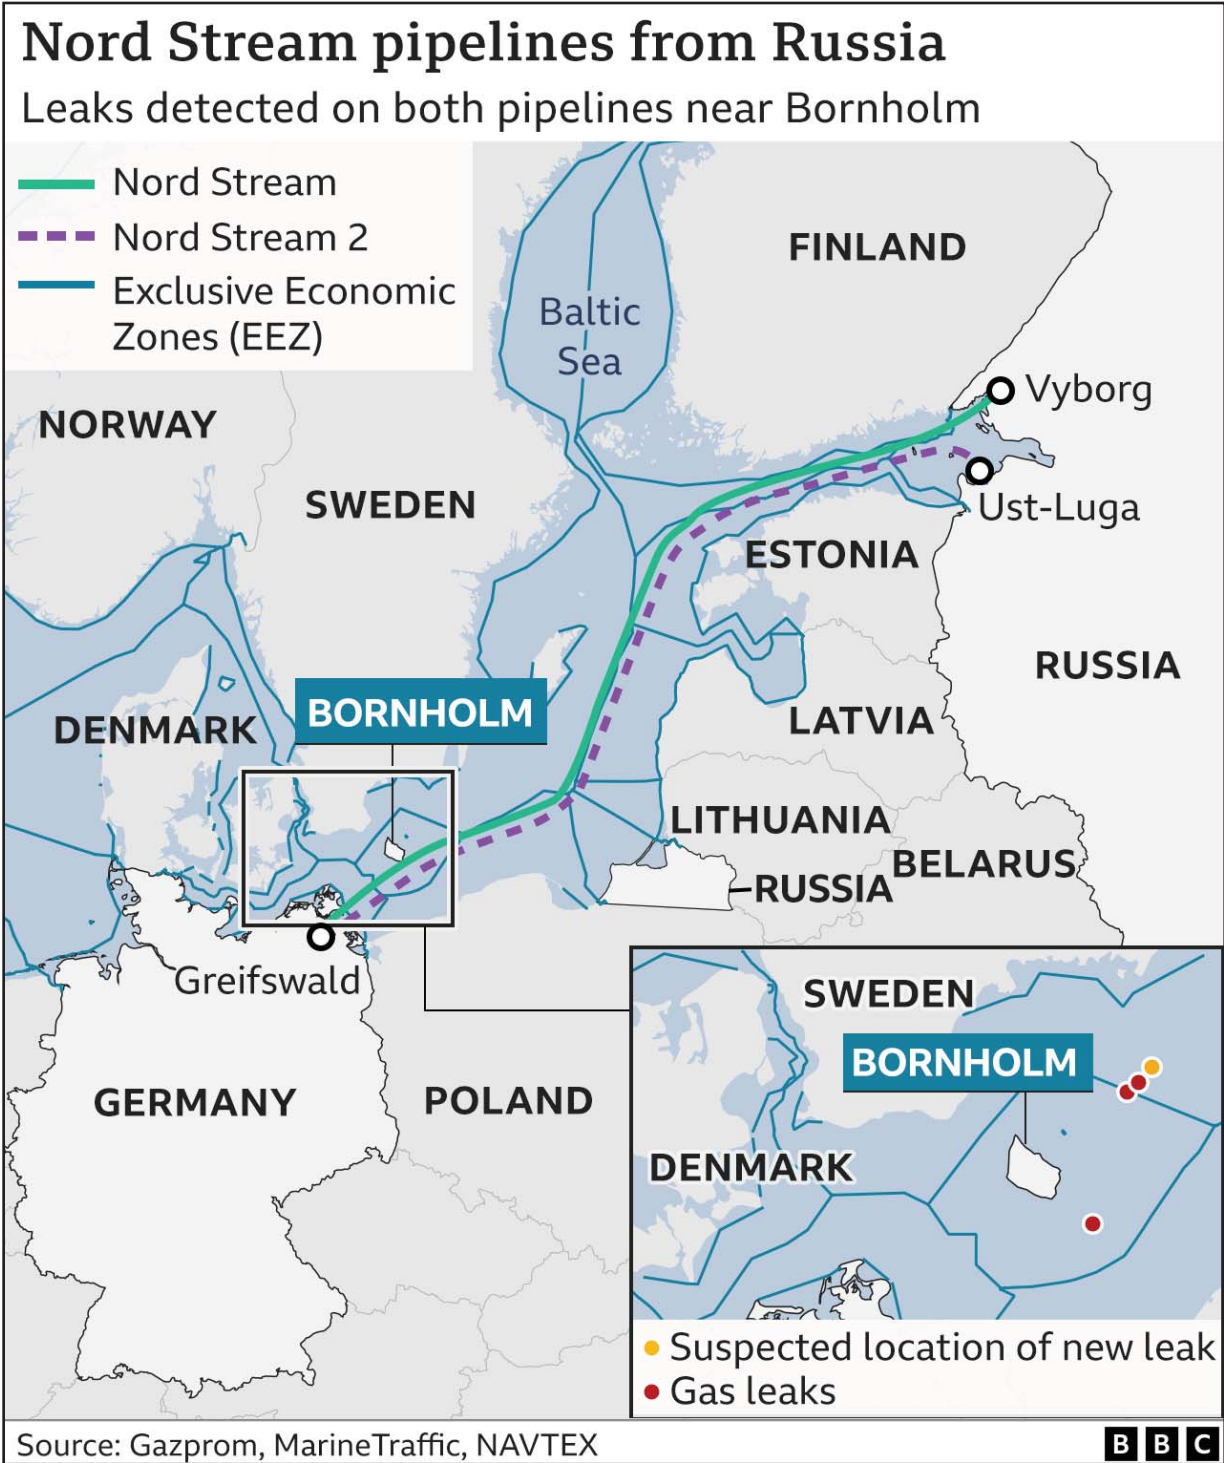 Nord Stream pipelines from Russia
Leaks detected on both pipelines near Bornholm
Nord Stream
Nord Stream 2
Exclusive Economic
Zones (EEZ)
FINLAND
Baltic
Sea
Vyborg
NORWAY
SWEDEN
Ust-Luga
ESTONIA
RUSSIA
BORNHOLM
DENMARK
LATVIA
LITHUANIA
BELARUS
RUSSIA
Greifswald
GERMANY
POLAND
SWEDEN
BORNHOLM
DENMARK
Suspected location of new leak
Gas leaks
Source: Gazprom, MarineTraffic, NAVTEX
BBC